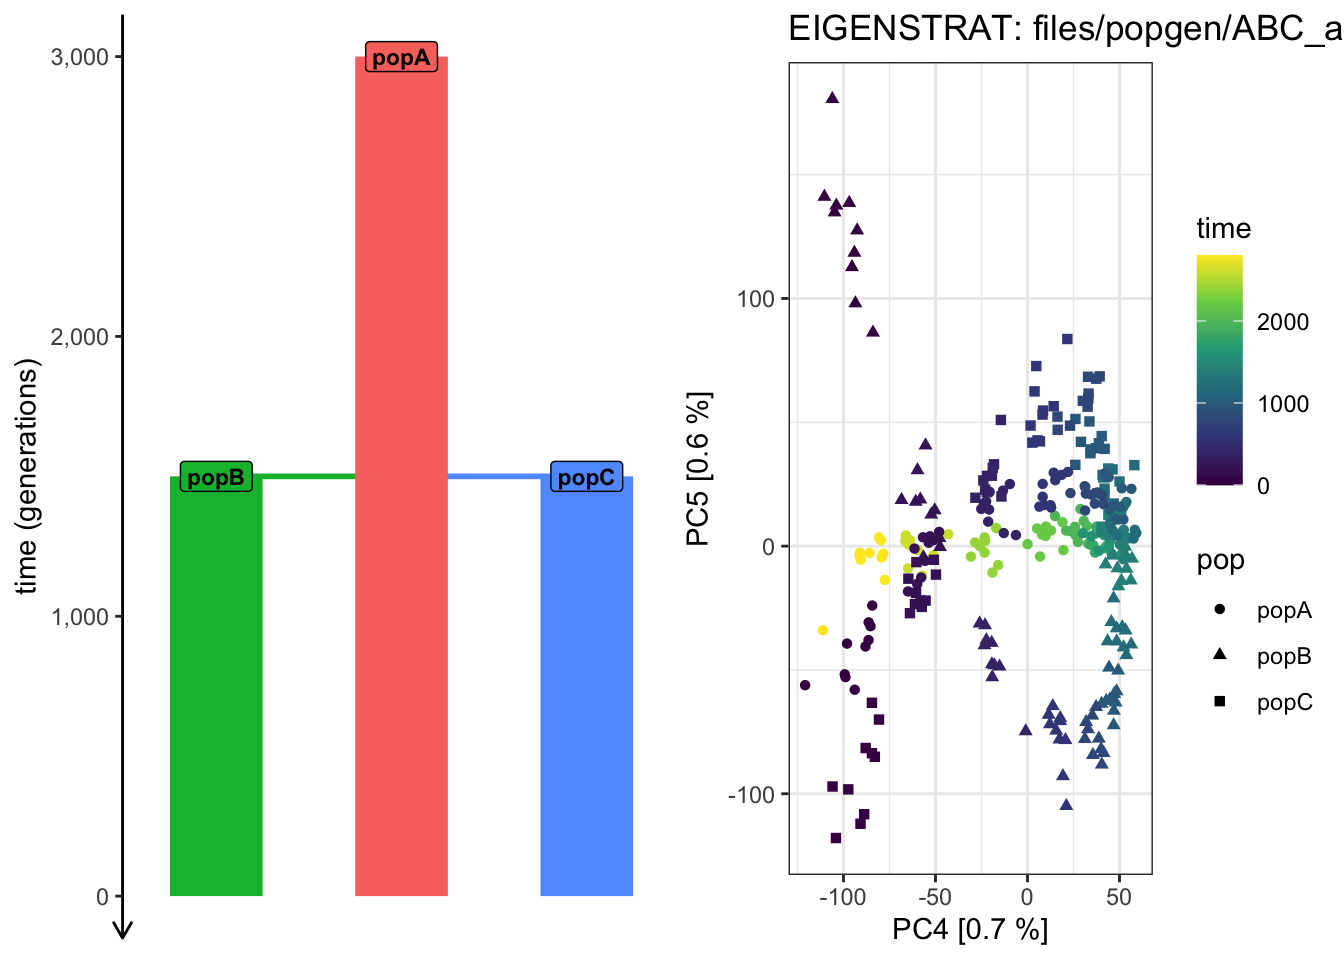 3,000
2,000
1,000
0
time (generations)
popA
popB
popC
EIGENSTRAT: files/popgen/ABC_a
100
0
-100
PC5 [0.6 %]
-100
-50
0
50
PC4 [0.7 %]
time
2000
1000
0
pop
popA
popB
popC